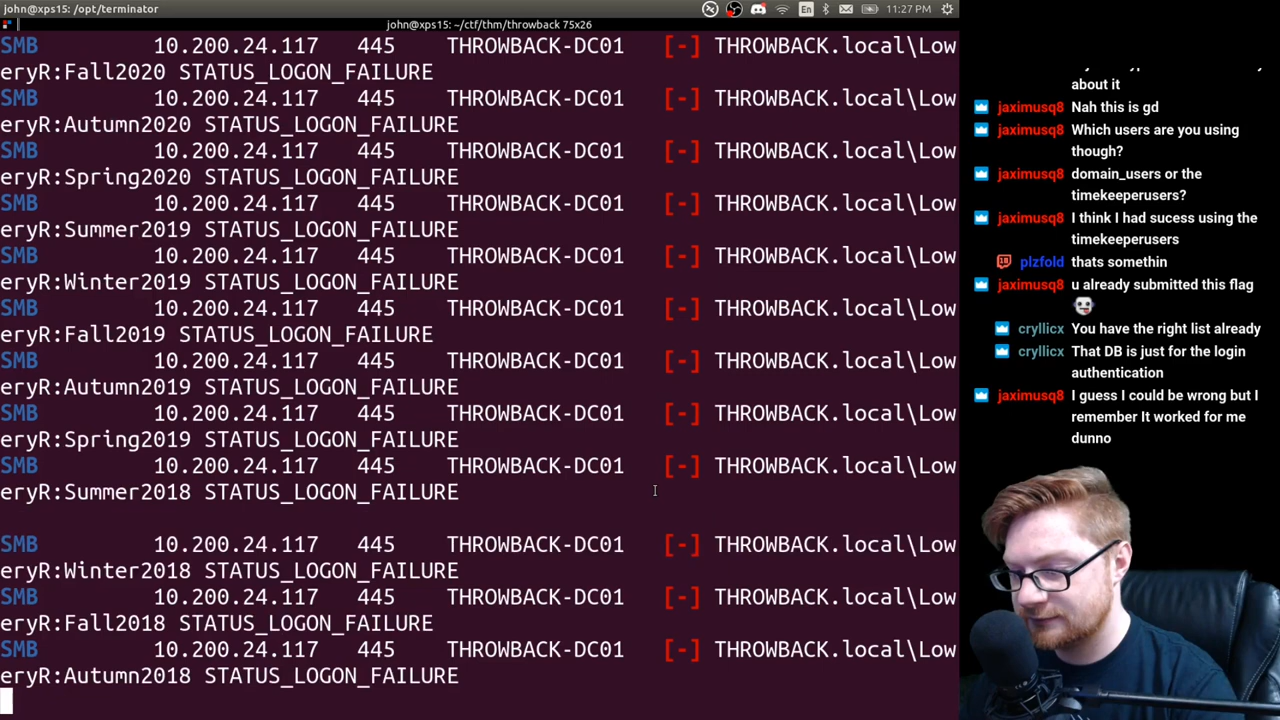 john@xps15: /opt/terminator
En
11:27 PM
john@xps15: ~/ctf/thm/throwback 75x26
SMB 10.200.24.117 445 THROWBACK-DC01 [-] THROWBACK.local\Low
eryR:Fall2020 STATUS_LOGON_FAILURE
SMB 10.200.24.117 445 THROWBACK-DC01 [-] THROWBACK.local\Low
eryR:Autumn2020 STATUS_LOGON_FAILURE
SMB 10.200.24.117 445 THROWBACK-DC01 [-] THROWBACK.local\Low
eryR:Spring2020 STATUS_LOGON_FAILURE
SMB 10.200.24.117 445 THROWBACK-DC01 [-] THROWBACK.local\Low
eryR:Summer2019 STATUS_LOGON_FAILURE
SMB 10.200.24.117 445 THROWBACK-DC01 [-] THROWBACK.local\Low
eryR:Winter2019 STATUS_LOGON_FAILURE
SMB 10.200.24.117 445 THROWBACK-DC01 [-] THROWBACK.local\Low
eryR:Fall2019 STATUS_LOGON_FAILURE
SMB 10.200.24.117 445 THROWBACK-DC01 [-] THROWBACK.local\Low
eryR:Autumn2019 STATUS_LOGON_FAILURE
SMB 10.200.24.117 445 THROWBACK-DC01 [-] THROWBACK.local\Low
eryR:Spring2019 STATUS_LOGON_FAILURE
SMB 10.200.24.117 445 THROWBACK-DC01 [-] THROWBACK.local\Low
eryR:Summer2018 STATUS_LOGON_FAILURE
SMB 10.200.24.117 445 THROWBACK-DC01 [-] THROWBACK.local\Low
eryR:Winter2018 STATUS_LOGON_FAILURE
SMB 10.200.24.117 445 THROWBACK-DC01 [-] THROWBACK.local\Low
eryR:Fall2018 STATUS_LOGON_FAILURE
SMB 10.200.24.117 445 THROWBACK-DC01 [-] THROWBACK.local\Low
eryR:Autumn2018 STATUS_LOGON_FAILURE
about it
jaximusq8 Nah this is gd
jaximusq8 Which users are you using
though?
jaximusq8 domain_users or the
timekeeperusers?
jaximusq8 I think I had sucess using the
timekeeperusers
plzfold thats somethin
jaximusq8 u already submitted this flag
cryllicx You have the right list already
cryllicx That DB is just for the login
authentication
jaximusq8 I guess I could be wrong but I
remember It worked for me
dunno